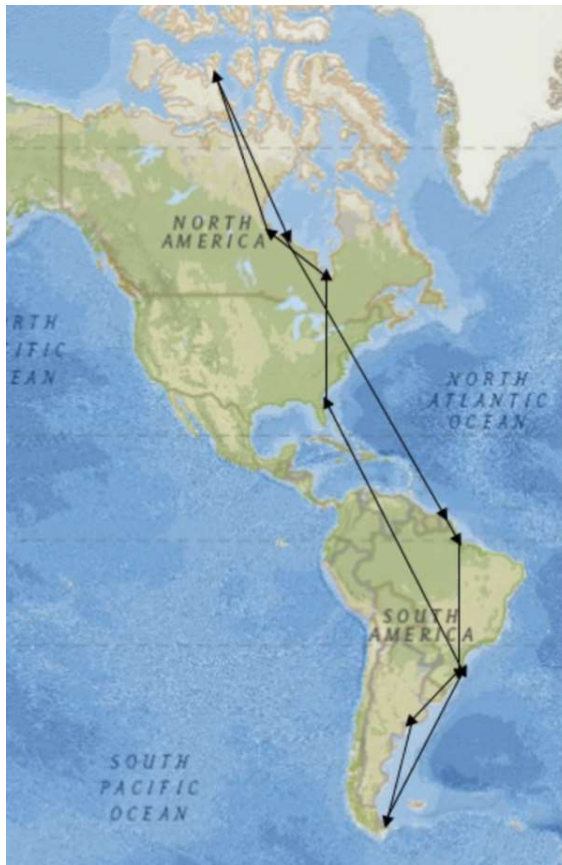 NORTH
AMERICA
RTH
CIFIC
EAN
NORTH
ATLANTIC
OCEAN
SOUTH
AMERICA
SOUTH
PACIFIC
OCEAN